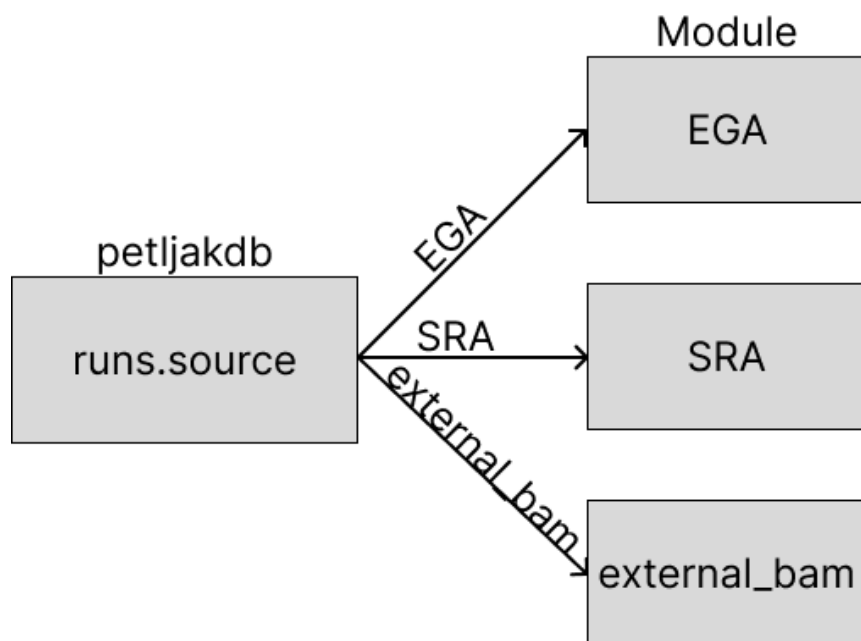 Module
EGA
EGA
petljakdb
runs.source
SRA
SRA
external_bam
external_bam